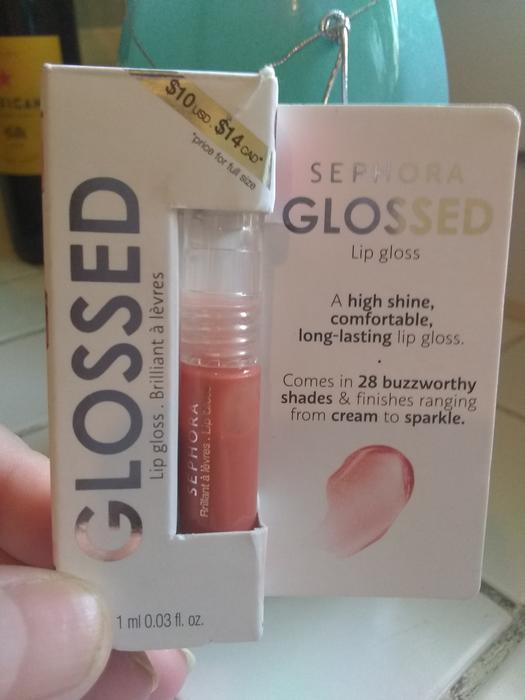 $10 USD . $14 CAD*
*price for full size
GLOSSED
Lip gloss . Brilliant à lèvres
SEPHORA
Brillant à lèvres . Lip
1 ml 0.03 fl. oz.
SEPHORA
GLOSSED
Lip gloss
A high shine,
comfortable,
long-lasting lip gloss.
.
Comes in 28 buzzworthy
shades & finishes ranging
from cream to sparkle.